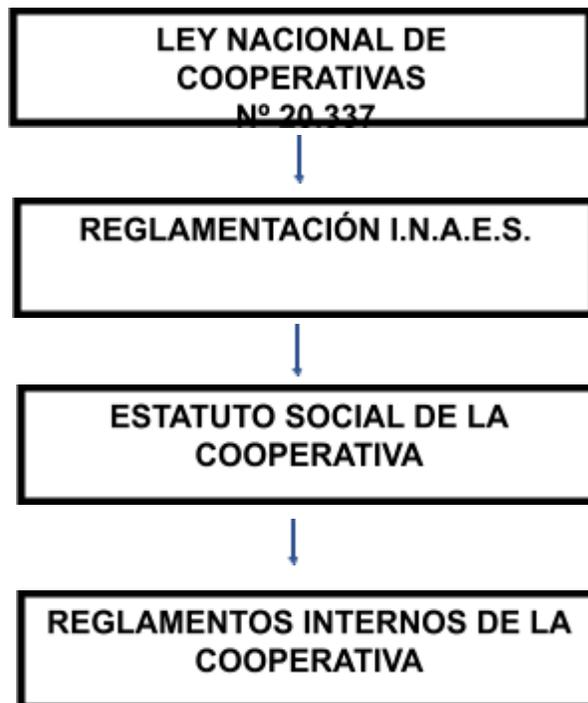 LEY NACIONAL DE
COOPERATIVAS
Nº 20.337
REGLAMENTACIÓN I.N.A.E.S.
ESTATUTO SOCIAL DE LA
COOPERATIVA
REGLAMENTOS INTERNOS DE LA
COOPERATIVA